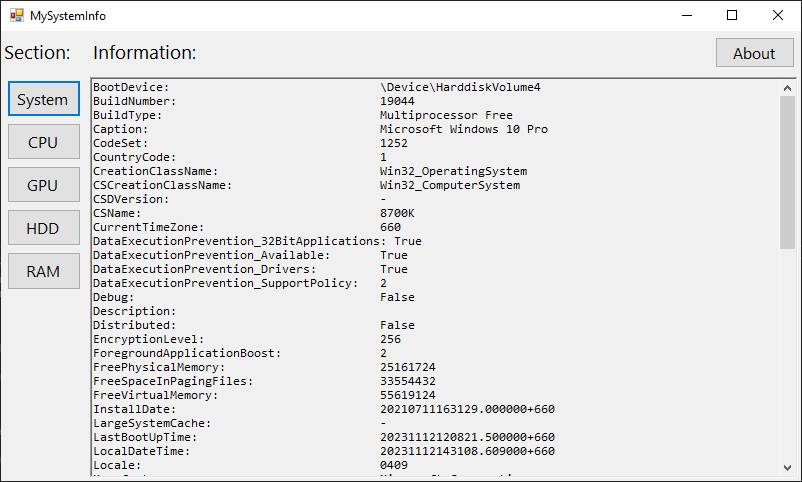 MySystemInfo
Section: Information: About
System
CPU
GPU
HDD
RAM
BootDevice: \Device\HarddiskVolume4
BuildNumber: 19044
BuildType: Multiprocessor Free
Caption: Microsoft Windows 10 Pro
CodeSet: 1252
CountryCode: 1
CreationClassName: Win32_OperatingSystem
CSCreationClassName: Win32_ComputerSystem
CSDVersion: -
CSName: 8700K
CurrentTimeZone: 660
DataExecutionPrevention_32BitApplications: True
DataExecutionPrevention_Available: True
DataExecutionPrevention_Drivers: True
DataExecutionPrevention_SupportPolicy: 2
Debug: False
Description:
Distributed: False
EncryptionLevel: 256
ForegroundApplicationBoost: 2
FreePhysicalMemory: 25161724
FreeSpaceInPagingFiles: 33554432
FreeVirtualMemory: 55619124
InstallDate: 20210711163129.000000+660
LargeSystemCache: -
LastBootUpTime: 20231112120821.500000+660
LocalDateTime: 20231112143108.609000+660
Locale: 0409